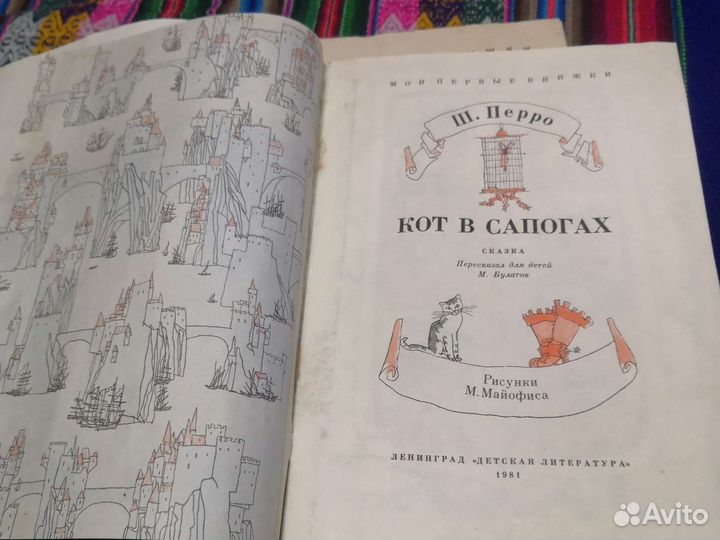 МОИ ПЕРВЫЕ КНИЖКИ
Ш. Перро
КОТ В САПОГАХ
СКАЗКА
Пересказал для детей
М. Булатов
Рисунки
М. Майофиса
ЛЕНИНГРАД «ДЕТСКАЯ ЛИТЕРАТУРА»
1981
Avito